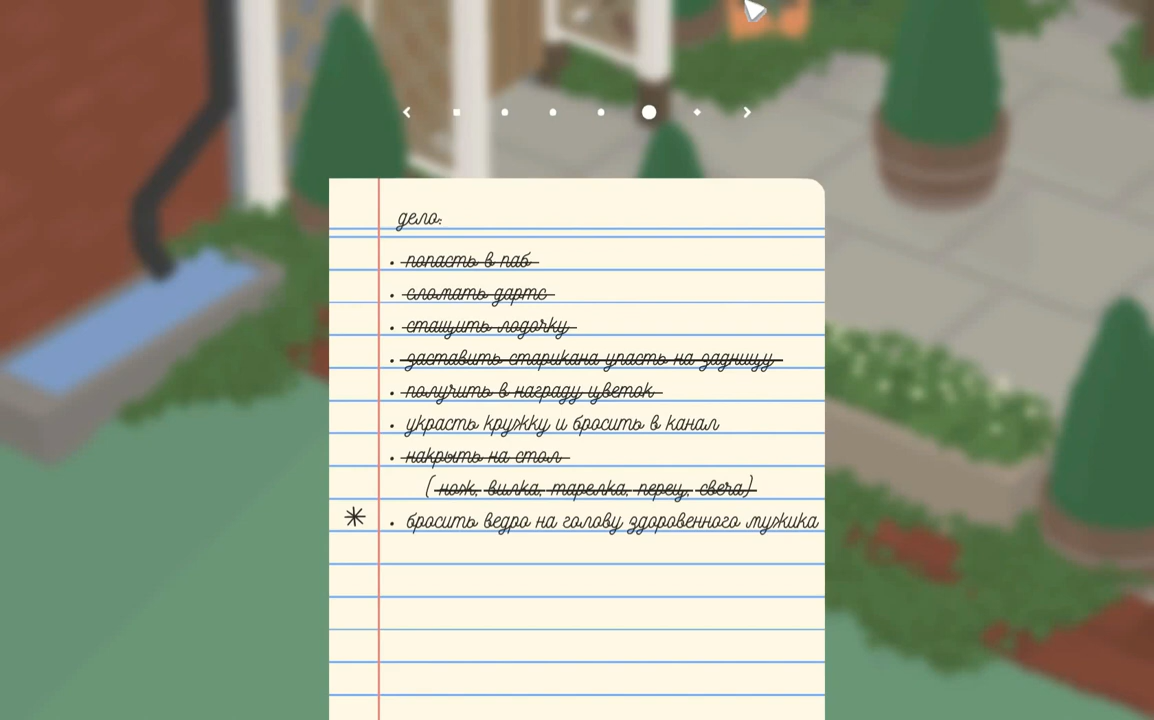 дело:
• попасть в паб
• сломать дартс
• стащить лодочку
• заставить старикана упасть на задницу
• получить в награду цветок
• украсть кружку и бросить в канал
• накрыть на стол
(нож, вилка, тарелка, перец, свеча)
• бросить ведро на голову здоровенного мужика